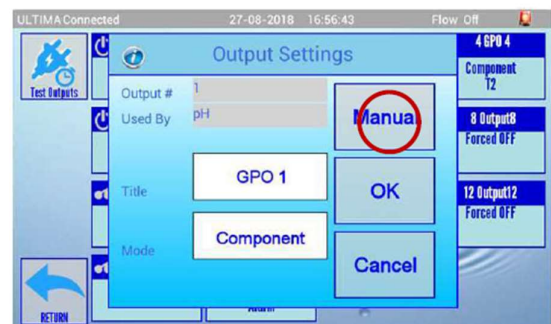 ULTIMA Connected 27-08-2018 16:56:43 Flow Off
Test Outputs
Output Settings
4 GPO 4
Component
T2
Output # 1
Used By pH
Manual
8 Output8
Forced OFF
Title GPO 1
OK
12 Output12
Forced OFF
Mode Component
Cancel
RETURN
Alarm